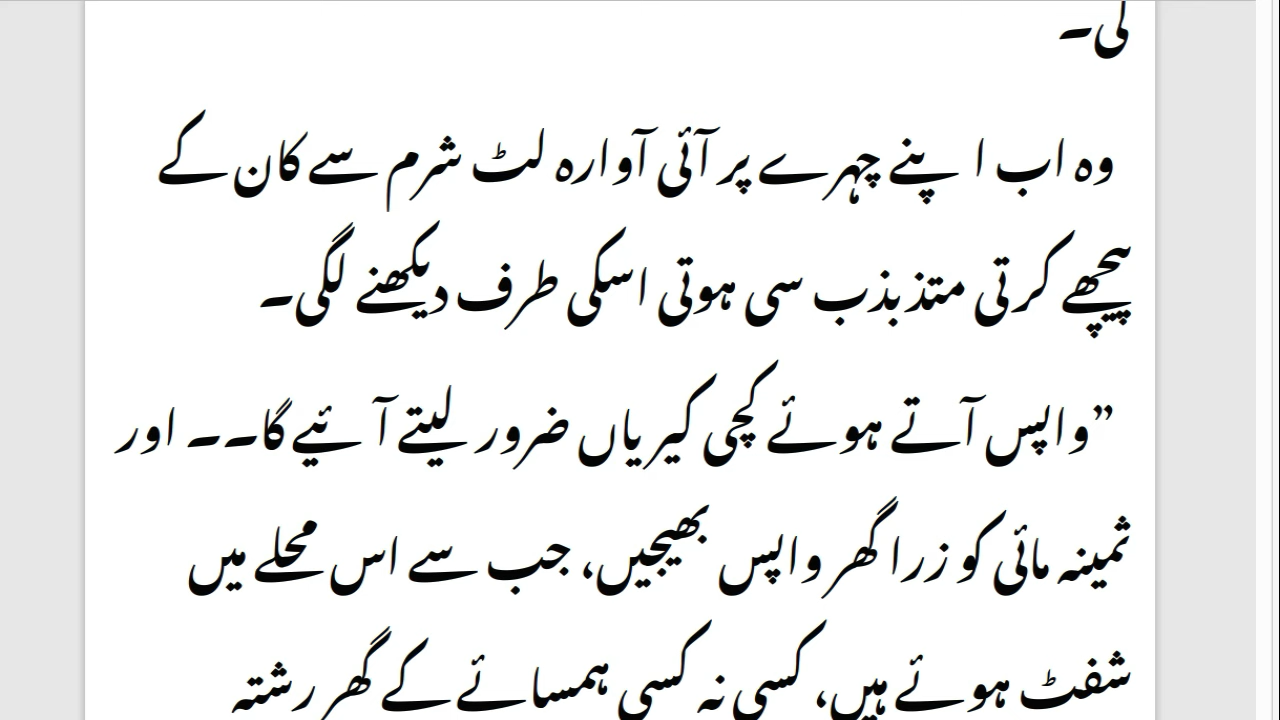 لی۔
وہ اب اپنے چہرے پر آئی آوارہ لٹ شرم سے کان کے
پیچھے کرتی متذبذب سی ہوتی اسکی طرف دیکھنے لگی۔
”واپس آتے ہوئے کچی کیریاں ضرور لیتے آئیے گا۔۔ اور
ثمینہ مائی کو زرا گھر واپس بھیجیں، جب سے اس محلے میں
شفٹ ہوئے ہیں، کسی نہ کسی ہمسائے کے گھر رشتہ